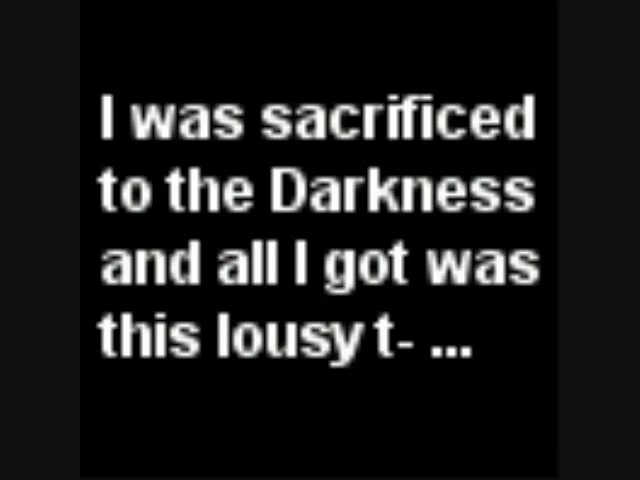 I was sacrificed
to the Darkness
and all I got was
this lousy t- ...